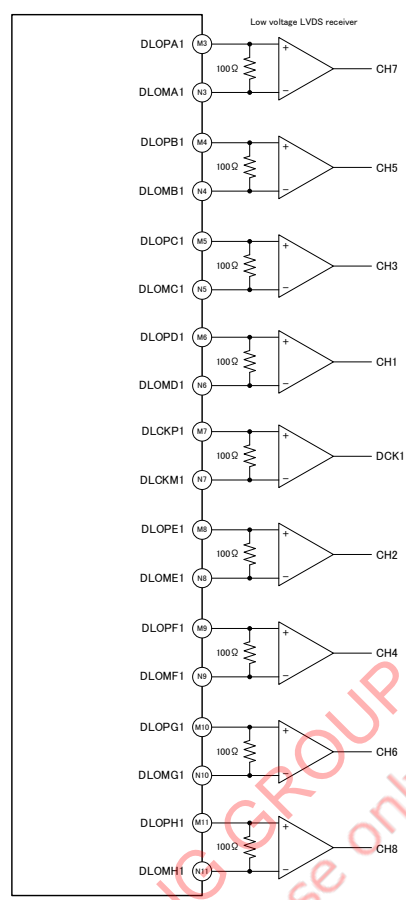 Low voltage LVDS receiver
DLOPA1 M3
100Ω + −
CH7
DLOMA1 N3
DLOPB1 M4
100Ω + −
CH5
DLOMB1 N4
DLOPC1 M5
100Ω + −
CH3
DLOMC1 N5
DLOPD1 M6
100Ω + −
CH1
DLOMD1 N6
DLCKP1 M7
100Ω + −
DCK1
DLCKM1 N7
DLOPE1 M8
100Ω + −
CH2
DLOME1 N8
DLOPF1 M9
100Ω + −
CH4
DLOMF1 N9
DLOPG1 M10
100Ω + −
CH6
DLOMG1 N10
DLOPH1 M11
100Ω + −
CH8
DLOMH1 N11
GROUP